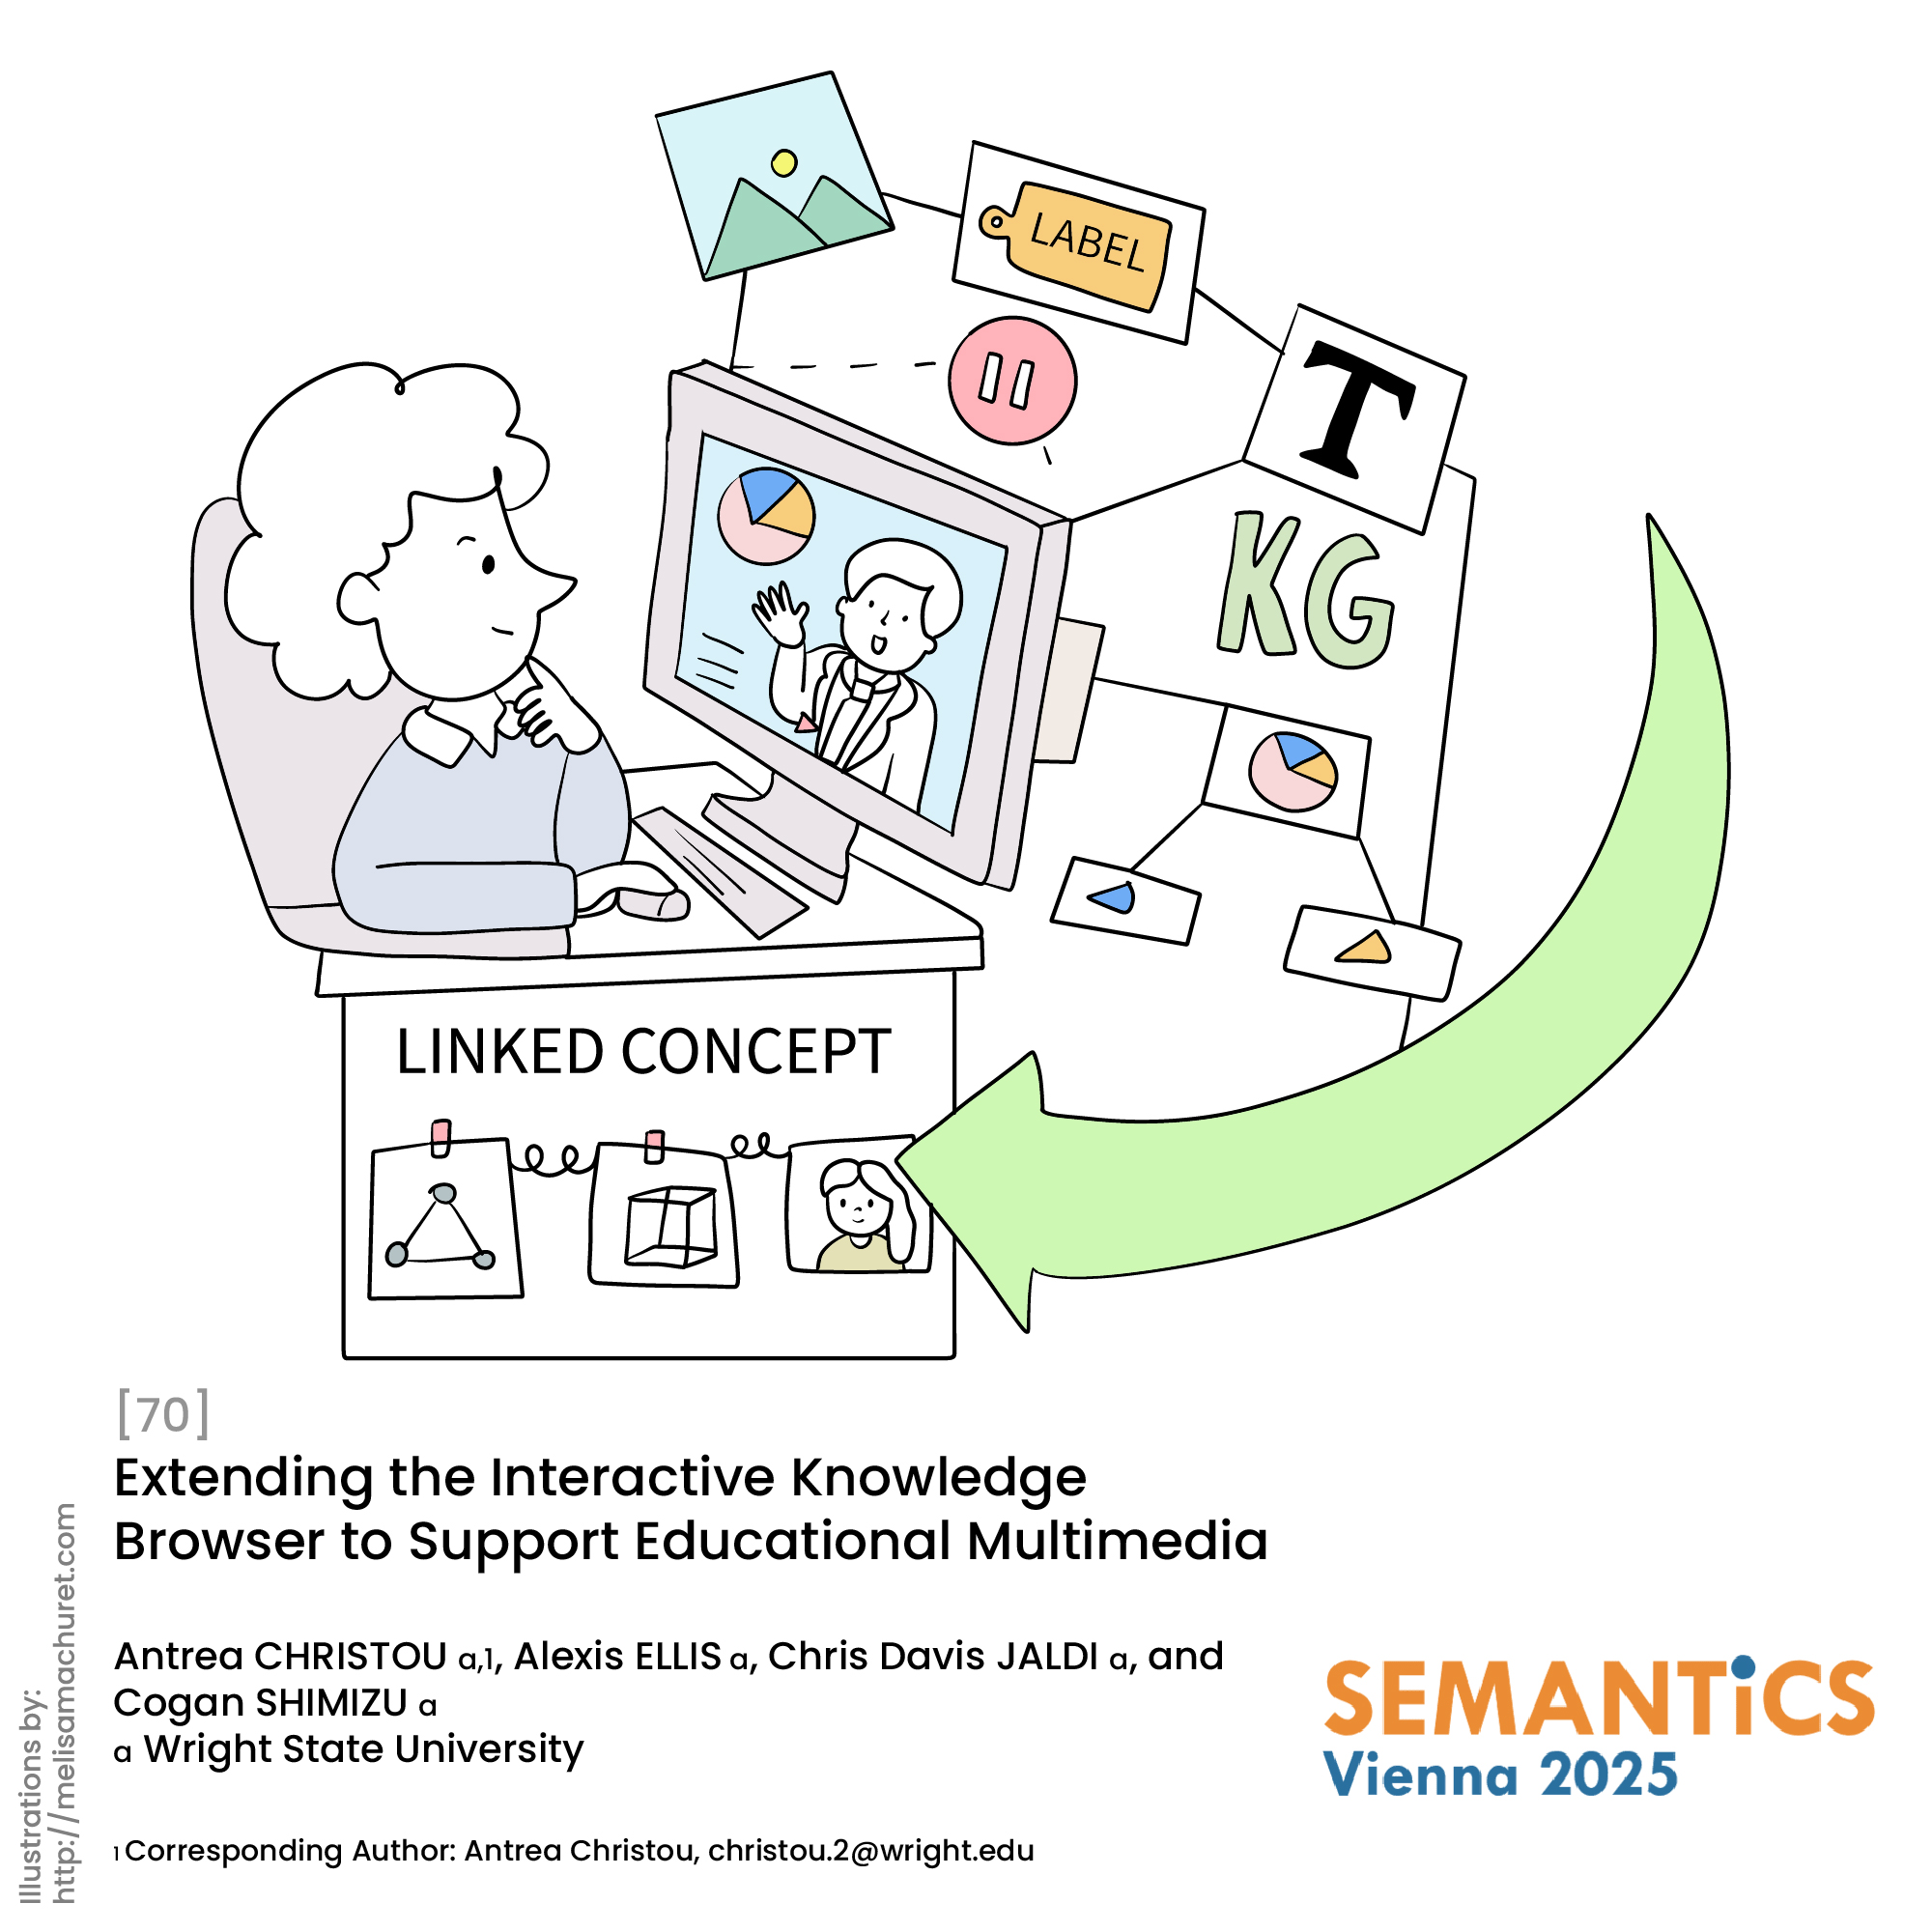 LABEL
T
KG
LINKED CONCEPT
[70]
Extending the Interactive Knowledge
Browser to Support Educational Multimedia
Antrea CHRISTOU a,1, Alexis ELLIS a, Chris Davis JALDI a, and
Cogan SHIMIZU a
a Wright State University
1 Corresponding Author: Antrea Christou, christou.2@wright.edu
SEMANTiCS
Vienna 2025
Illustrations by:
http://melisamachuret.com